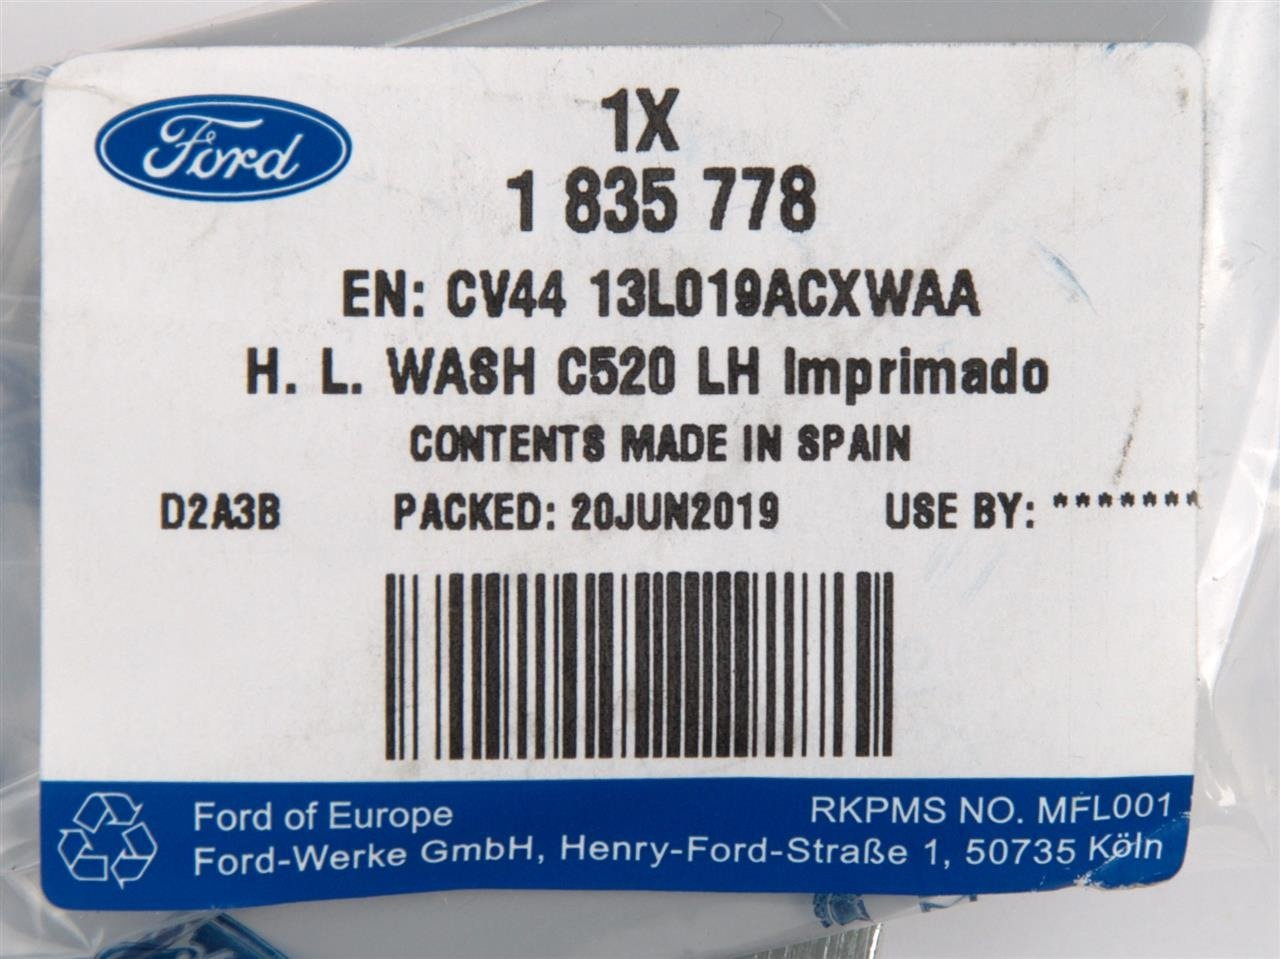 Ford
1X
1 835 778
EN: CV44 13L019ACXWAA
H. L. WASH C520 LH Imprimado
CONTENTS MADE IN SPAIN
D2A3B PACKED: 20JUN2019 USE BY: *******
Ford of Europe RKPMS NO. MFL001
Ford-Werke GmbH, Henry-Ford-Straße 1, 50735 Köln